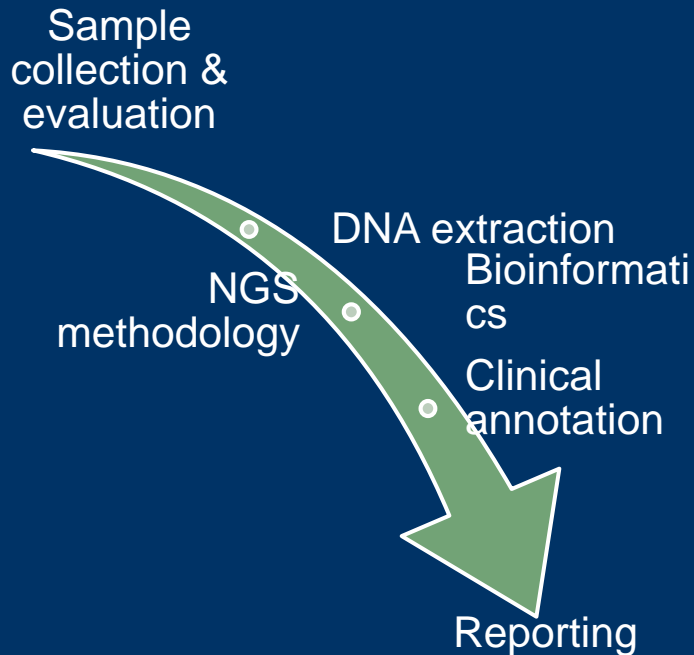 Sample
collection &
evaluation
DNA extraction
NGS
methodology
Bioinformati
cs
Clinical
annotation
Reporting